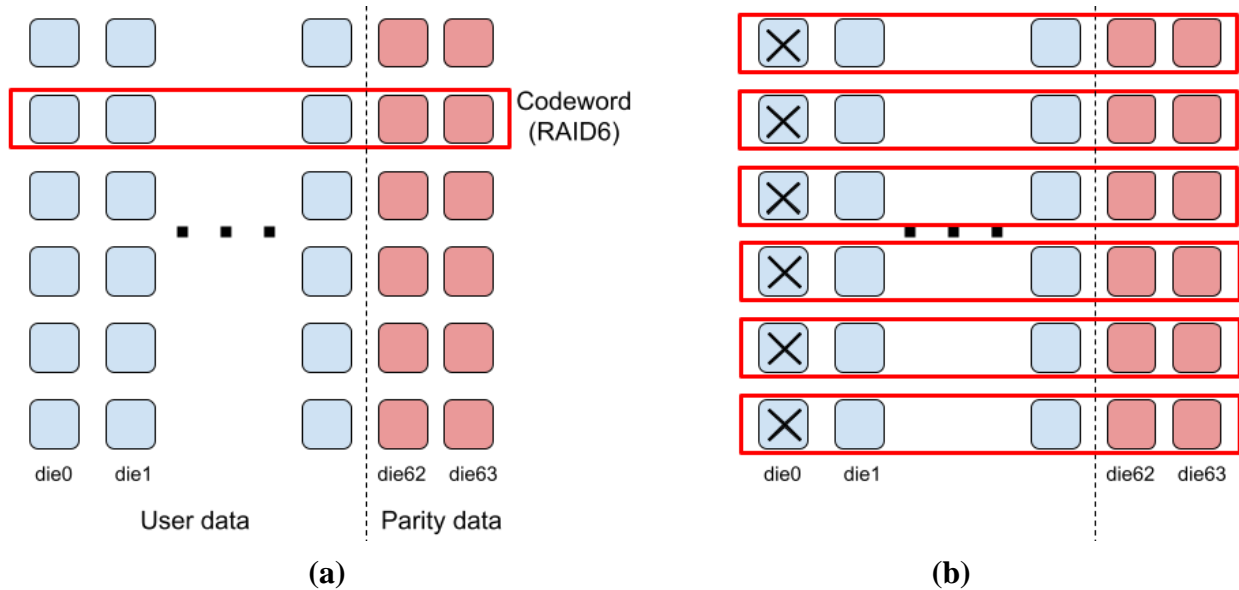 Codeword
(RAID6)
die0 die1 die62 die63
User data Parity data
(a)
die0 die1 die62 die63
(b)